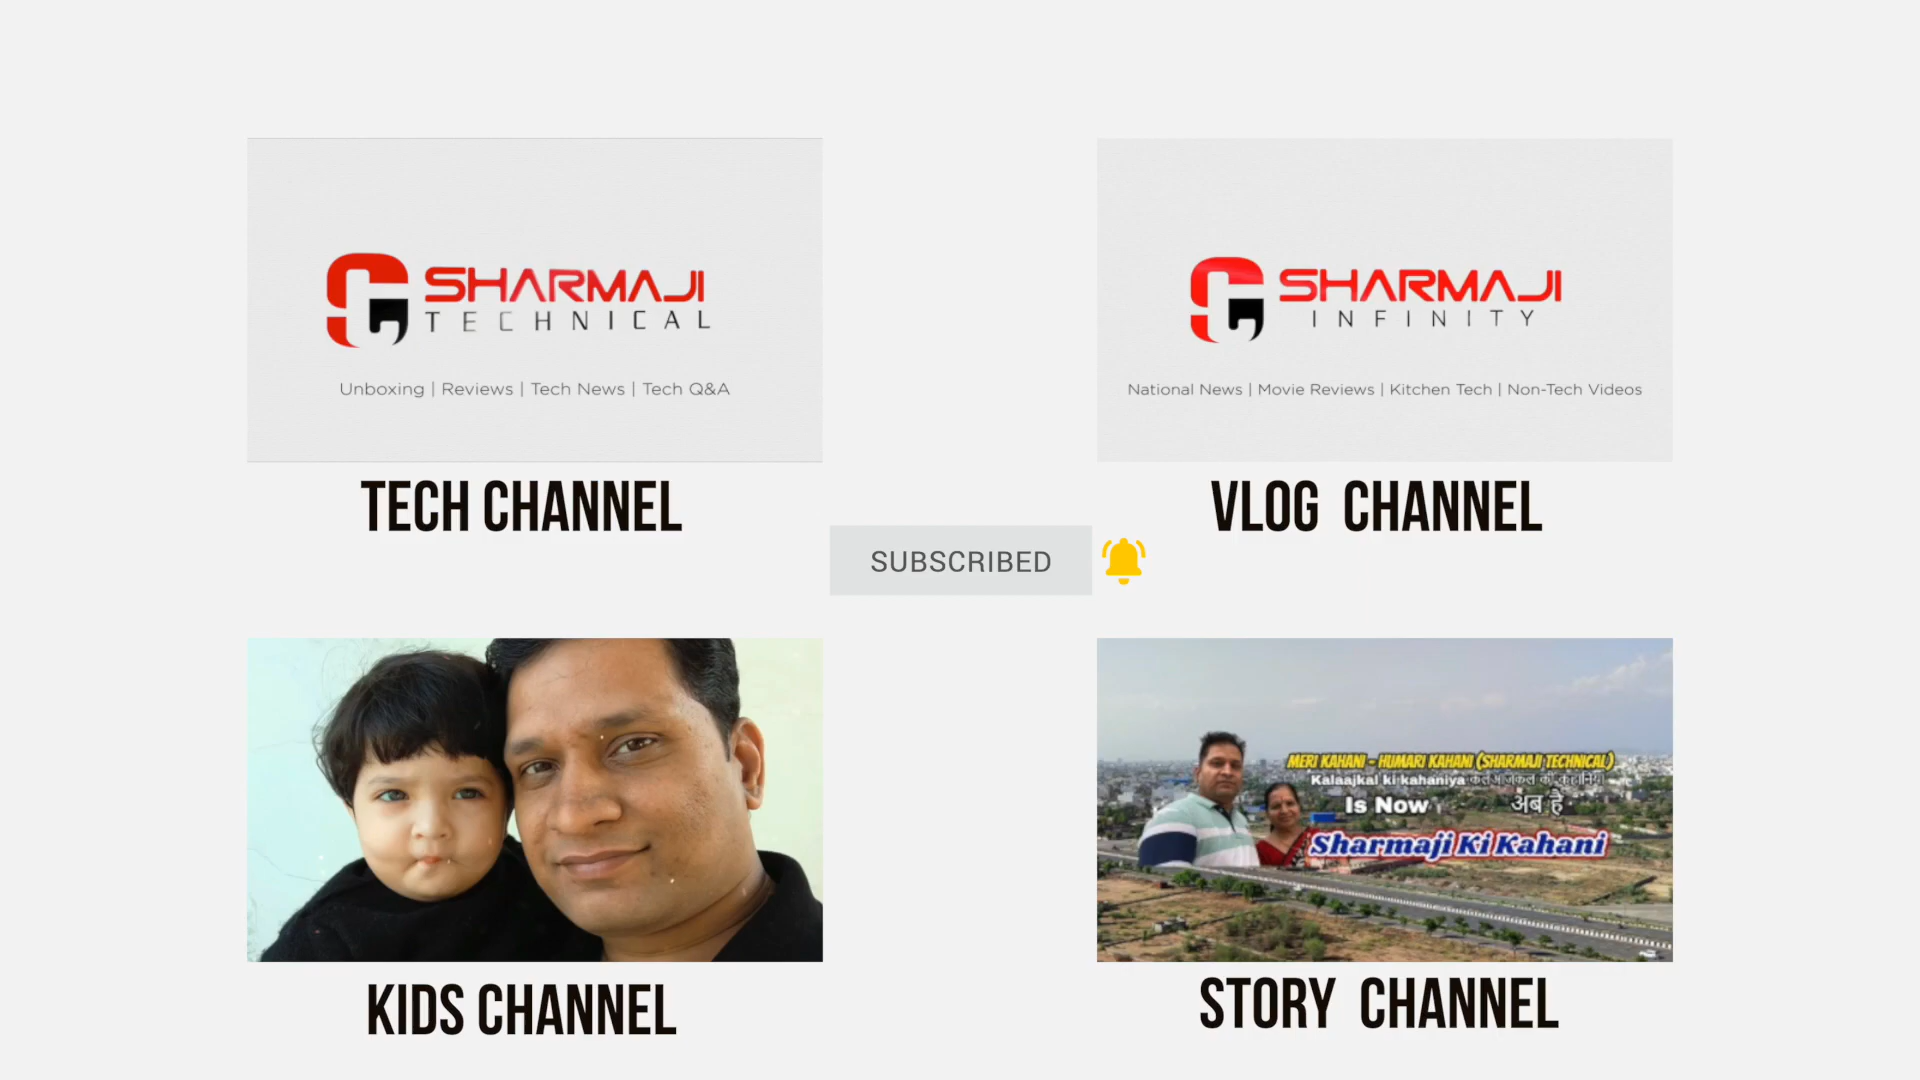 SHARMAJI
TECHNICAL
Unboxing | Reviews | Tech News | Tech Q&A
TECH CHANNEL
SHARMAJI
INFINITY
National News | Movie Reviews | Kitchen Tech | Non-Tech Videos
VLOG CHANNEL
SUBSCRIBED
KIDS CHANNEL
MERI KAHANI - HUMARI KAHANI (SHARMAJI TECHNICAL)
Kalaajkal ki kahaniya कलआजकल की कहानियां
Is Now अब है
Sharmaji Ki Kahani
STORY CHANNEL